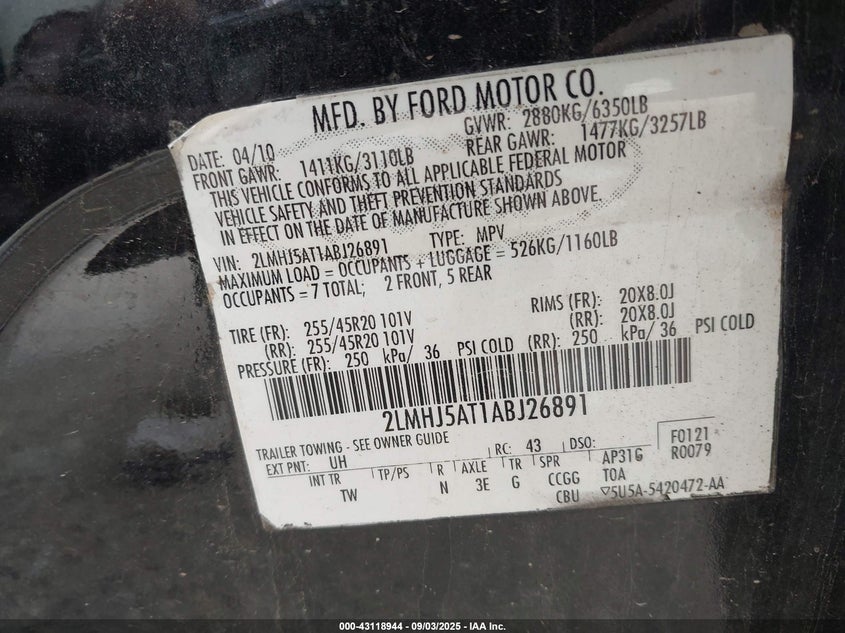 MFD. BY FORD MOTOR CO.
DATE: 04/10
GVWR: 2880KG/6350LB
FRONT GAWR: 1411KG/3110LB
REAR GAWR: 1477KG/3257LB
THIS VEHICLE CONFORMS TO ALL APPLICABLE FEDERAL MOTOR
VEHICLE SAFETY AND THEFT PREVENTION STANDARDS
IN EFFECT ON THE DATE OF MANUFACTURE SHOWN ABOVE.
VIN: 2LMHJ5AT1ABJ26891 TYPE: MPV
MAXIMUM LOAD = OCCUPANTS + LUGGAGE = 526KG/1160LB
OCCUPANTS = 7 TOTAL; 2 FRONT, 5 REAR
TIRE (FR): 255/45R20 101V RIMS (FR): 20X8.0J
(RR): 255/45R20 101V (RR): 20X8.0J
PRESSURE (FR): 250 kPa/ 36 PSI COLD (RR): 250 kPa/ 36 PSI COLD
2LMHJ5AT1ABJ26891
TRAILER TOWING - SEE OWNER GUIDE
EXT PNT: UH RC: 43 DSO: F0121
R0079
INT TR TP/PS R AXLE TR SPR AP31G
TW N 3E G CCGG TOA
CBU ▽5U5A-5420472-AA
000-43118944 - 09/03/2025 - IAA Inc.